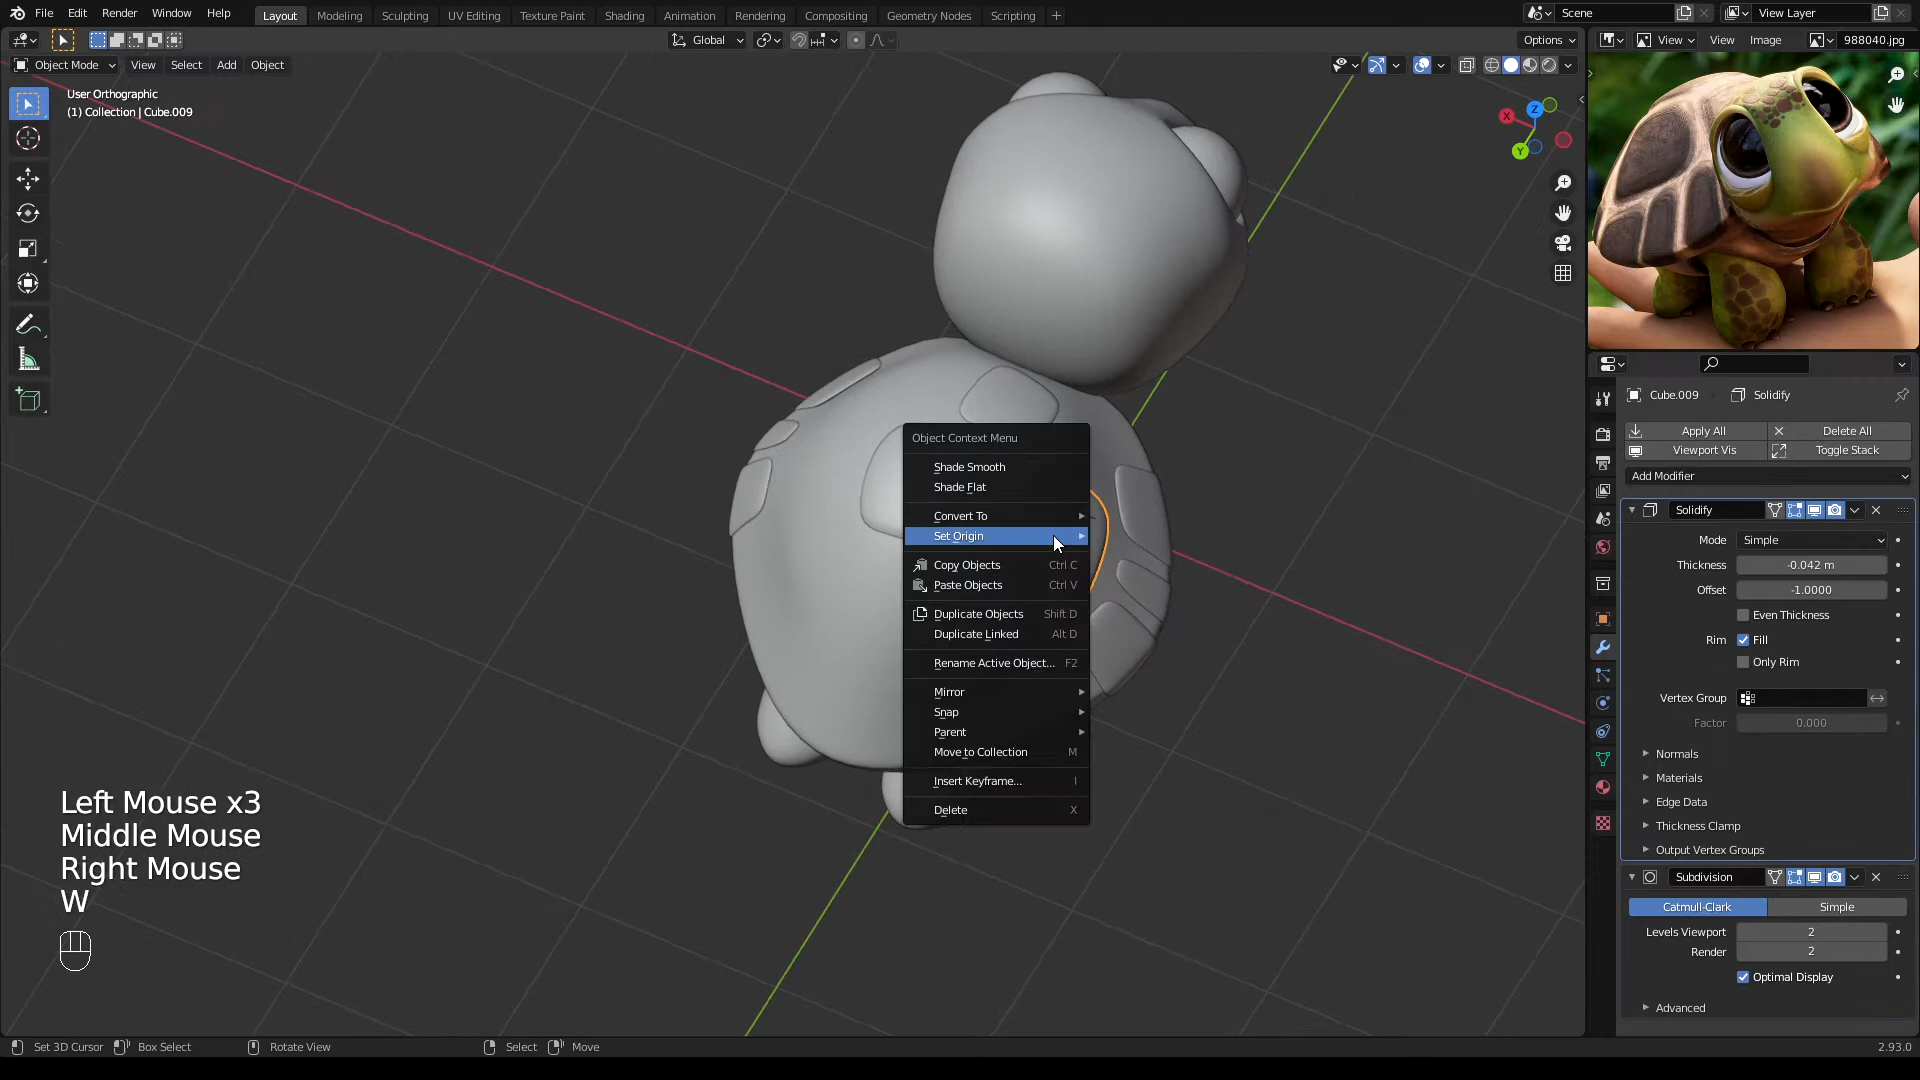 File Edit Render Window Help Layout Modeling Sculpting UV Editing Texture Paint Shading Animation Rendering Compositing Geometry Nodes Scripting + Scene View Layer
Global Options View View Image 988040.jpg
Object Mode View Select Add Object
User Orthographic
(1) Collection | Cube.009
X Z Y
Object Context Menu
Shade Smooth
Shade Flat
Convert To
Set Origin
Copy Objects Ctrl C
Paste Objects Ctrl V
Duplicate Objects Shift D
Duplicate Linked Alt D
Rename Active Object... F2
Mirror
Snap
Parent
Move to Collection M
Insert Keyframe... I
Delete X
Cube.009 Solidify
Apply All Delete All
Viewport Vis Toggle Stack
Add Modifier
Solidify
Mode Simple
Thickness -0.042 m
Offset -1.0000
Even Thickness
Rim Fill
Only Rim
Vertex Group
Factor 0.000
Normals
Materials
Edge Data
Thickness Clamp
Output Vertex Groups
Subdivision
Catmull-Clark Simple
Levels Viewport 2
Render 2
Optimal Display
Advanced
Left Mouse x3
Middle Mouse
Right Mouse
W
Set 3D Cursor Box Select Rotate View Select Move 2.93.0